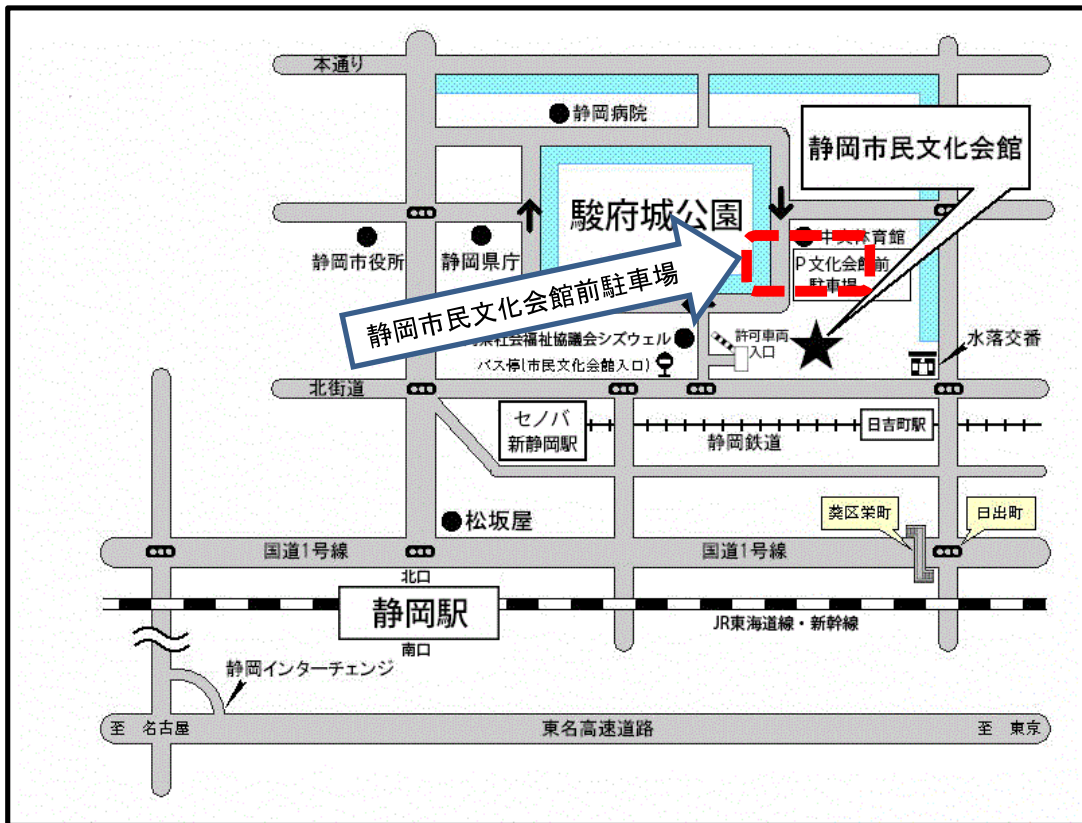 本通り
静岡病院
静岡市民文化会館
駿府城公園
静岡市役所
静岡県庁
中央体育館
P文化会館前
駐車場
静岡市民文化会館前駐車場
社会福祉協議会シズウェル
許可車両
入口
バス停(市民文化会館入口)
水落交番
北街道
セノバ
新静岡駅
静岡鉄道
日吉町駅
松坂屋
葵区栄町
日出町
国道1号線
国道1号線
北口
静岡駅
南口
JR東海道線・新幹線
静岡インターチェンジ
至 名古屋
東名高速道路
至 東京